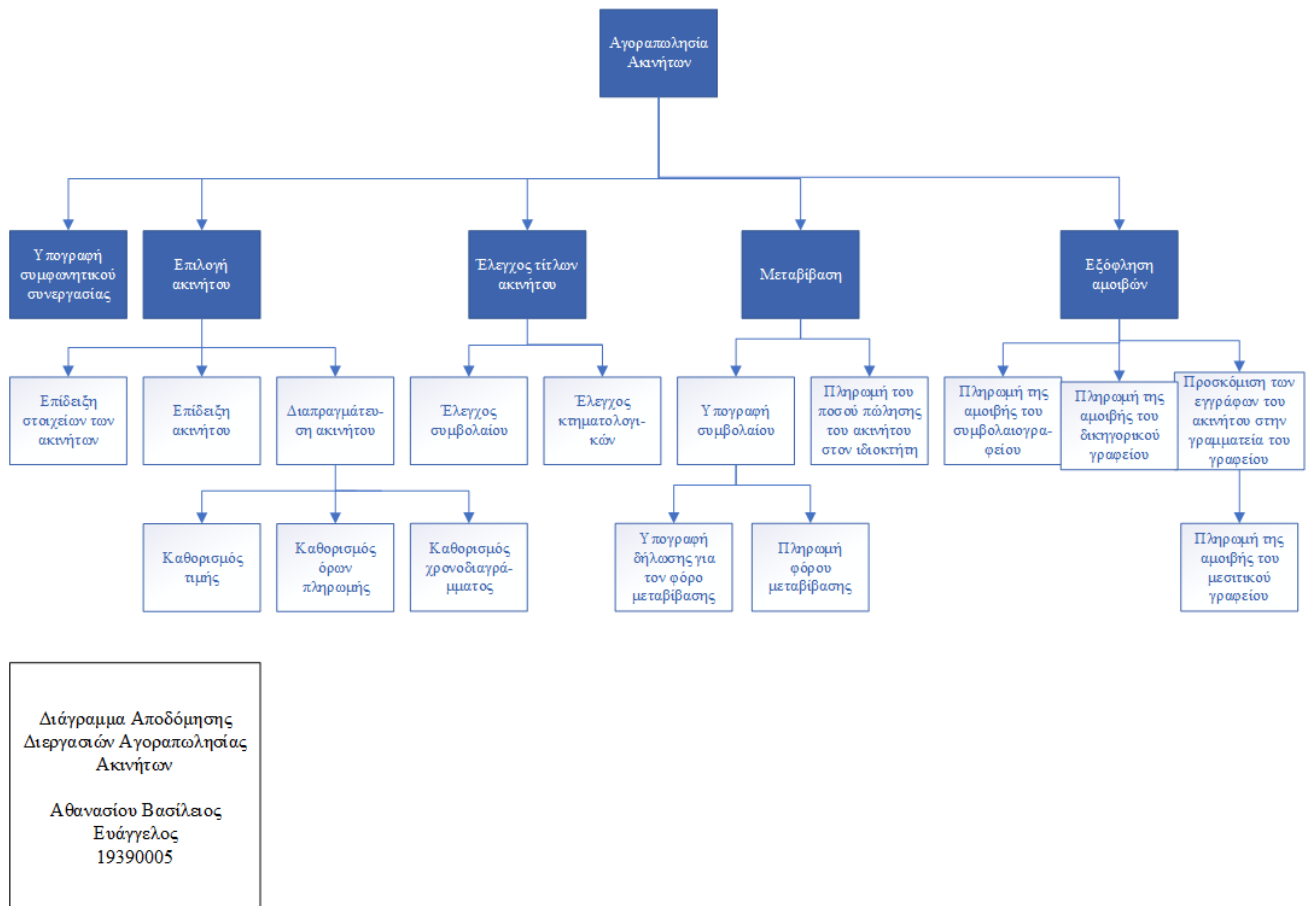 Αγοραπωλησία
Ακινήτων
Υπογραφή
συμφωνητικού
συνεργασίας
Επιλογή
ακινήτου
Έλεγχος τίτλων
ακινήτου
Μεταβίβαση
Εξόφληση
αμοιβών
Επίδειξη
στοιχείων των
ακινήτων
Επίδειξη
ακινήτου
Διαπραγμάτευ-
ση ακινήτου
Έλεγχος
συμβολαίου
Έλεγχος
κτηματολογι-
κών
Υπογραφή
συμβολαίου
Πληρωμή του
ποσού πώλησης
του ακινήτου
στον ιδιοκτήτη
Πληρωμή της
αμοιβής του
συμβολαιογρα-
φείου
Πληρωμή της
αμοιβής του
δικηγορικού
γραφείου
Προσκόμιση των
εγγράφων του
ακινήτου στην
γραμματεία του
γραφείου
Καθορισμός
τιμής
Καθορισμός
όρων
πληρωμής
Καθορισμός
χρονοδιαγρά-
μματος
Υπογραφή
δήλωσης για
τον φόρο
μεταβίβασης
Πληρωμή
φόρου
μεταβίβασης
Πληρωμή της
αμοιβής του
μεσιτικού
γραφείου
Διάγραμμα Αποδόμησης
Διεργασιών Αγοραπωλησίας
Ακινήτων
Αθανασίου Βασίλειος
Ευάγγελος
19390005